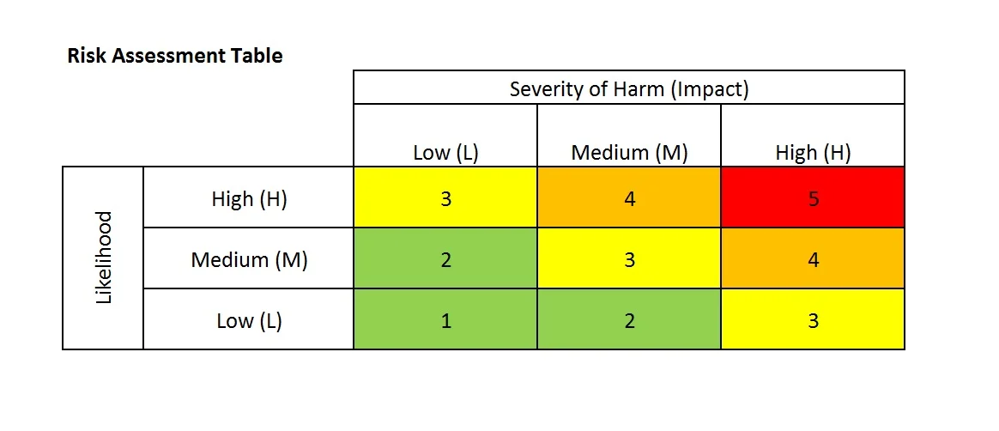 Risk Assessment Table
Severity of Harm (Impact)
Low (L) Medium (M) High (H)
Likelihood
High (H) 3 4 5
Medium (M) 2 3 4
Low (L) 1 2 3